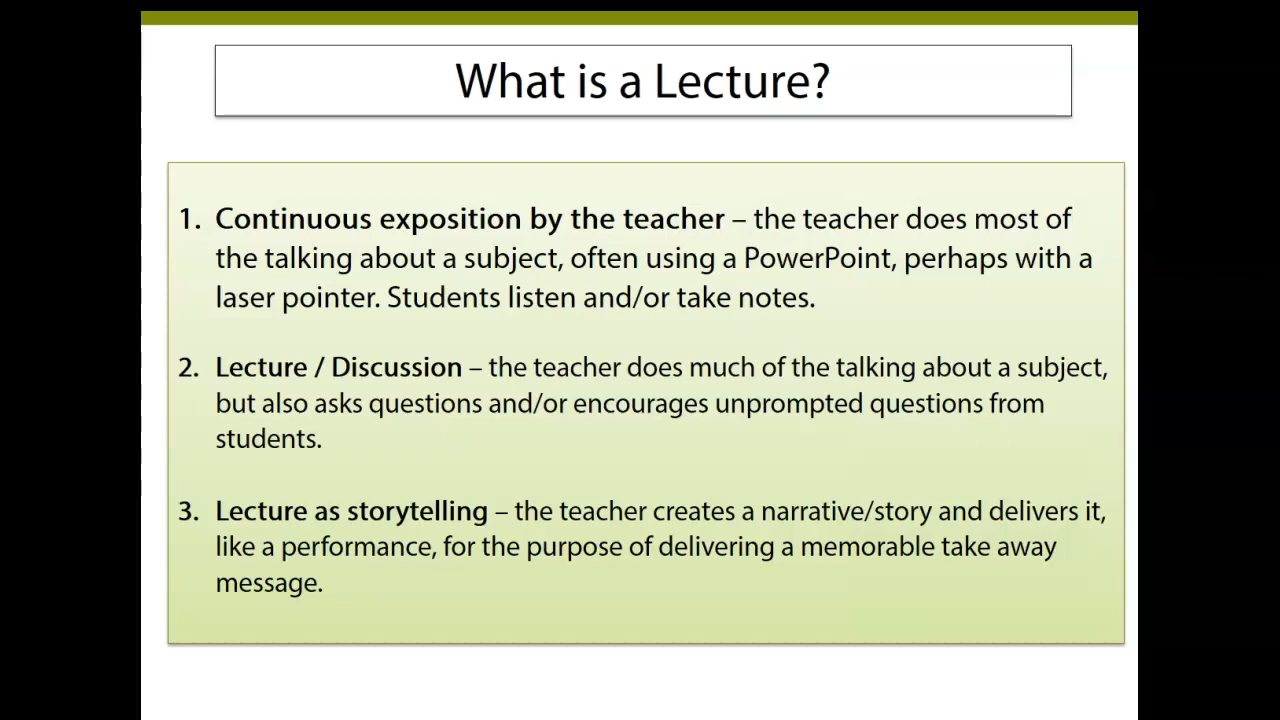 What is a Lecture?
1. Continuous exposition by the teacher – the teacher does most of
the talking about a subject, often using a PowerPoint, perhaps with a
laser pointer. Students listen and/or take notes.
2. Lecture / Discussion – the teacher does much of the talking about a subject,
but also asks questions and/or encourages unprompted questions from
students.
3. Lecture as storytelling – the teacher creates a narrative/story and delivers it,
like a performance, for the purpose of delivering a memorable take away
message.